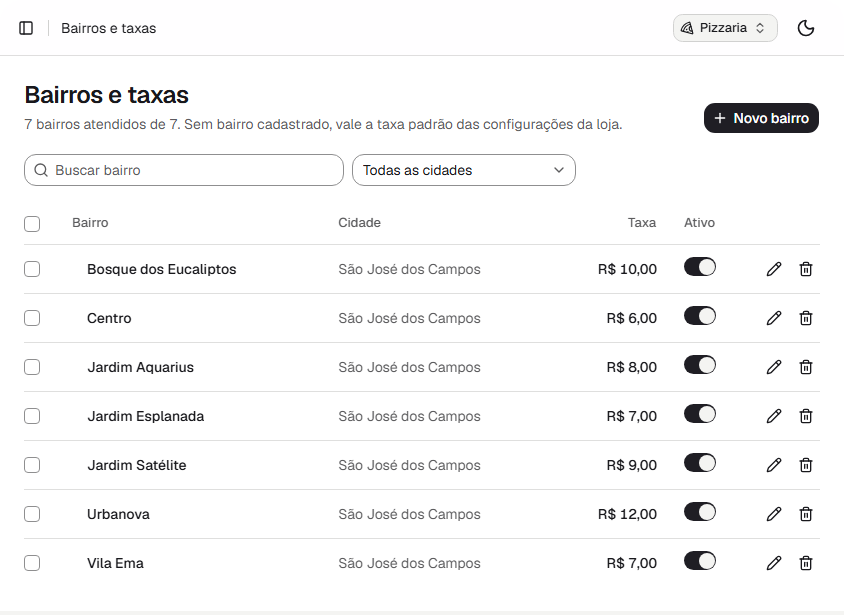 Bairros e taxas
Pizzaria
Bairros e taxas
7 bairros atendidos de 7. Sem bairro cadastrado, vale a taxa padrão das configurações da loja.
Novo bairro
Buscar bairro
Todas as cidades
Bairro Cidade Taxa Ativo
Bosque dos Eucaliptos São José dos Campos R$ 10,00
Centro São José dos Campos R$ 6,00
Jardim Aquarius São José dos Campos R$ 8,00
Jardim Esplanada São José dos Campos R$ 7,00
Jardim Satélite São José dos Campos R$ 9,00
Urbanova São José dos Campos R$ 12,00
Vila Ema São José dos Campos R$ 7,00